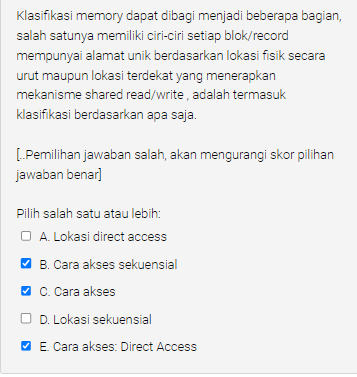 Klasifikasi memory dapat dibagi menjadi beberapa bagian,
salah satunya memiliki ciri-ciri setiap blok/record
mempunyai alamat unik berdasarkan lokasi fisik secara
urut maupun lokasi terdekat yang menerapkan
mekanisme shared read/write , adalah termasuk
klasifikasi berdasarkan apa saja.
[..Pemilihan jawaban salah, akan mengurangi skor pilihan
jawaban benar]
Pilih salah satu atau lebih:
A. Lokasi direct access
B. Cara akses sekuensial
C. Cara akses
D. Lokasi sekuensial
E. Cara akses: Direct Access